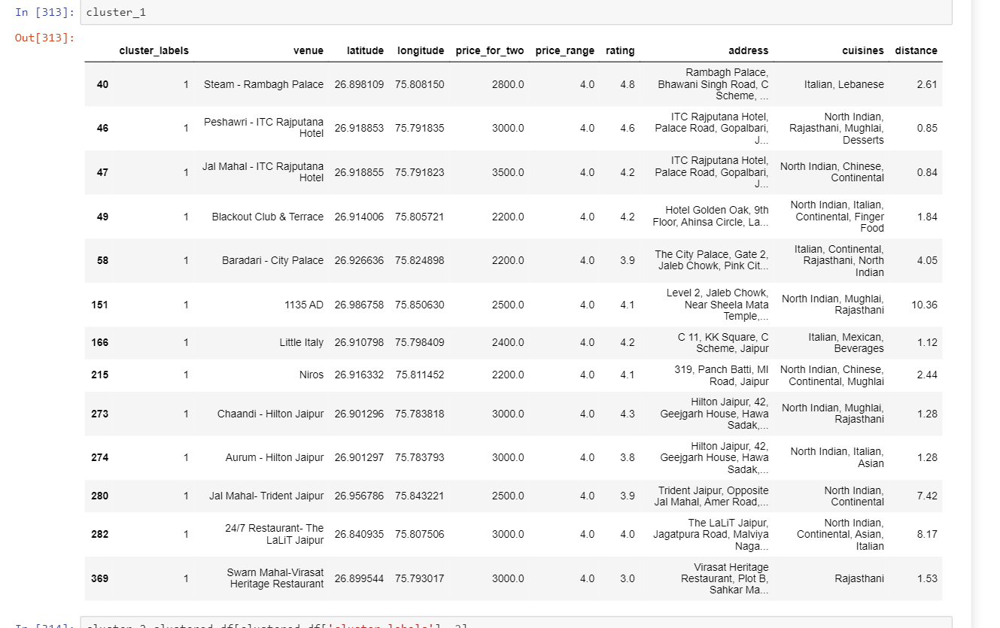 In [313]: cluster_1
Out[313]:
cluster_labels venue latitude longitude price_for_two price_range rating address cuisines distance
40 1 Steam - Rambagh Palace 26.898109 75.808150 2800.0 4.0 4.8 Rambagh Palace, Bhawani Singh Road, C Scheme, ... Italian, Lebanese 2.61
46 1 Peshawri - ITC Rajputana Hotel 26.918853 75.791835 3000.0 4.0 4.6 ITC Rajputana Hotel, Palace Road, Gopalbari, J... North Indian, Rajasthani, Mughlai, Desserts 0.85
47 1 Jal Mahal - ITC Rajputana Hotel 26.918855 75.791823 3500.0 4.0 4.2 ITC Rajputana Hotel, Palace Road, Gopalbari, J... North Indian, Chinese, Continental 0.84
49 1 Blackout Club & Terrace 26.914006 75.805721 2200.0 4.0 4.2 Hotel Golden Oak, 9th Floor, Ahinsa Circle, La... North Indian, Italian, Continental, Finger Food 1.84
58 1 Baradari - City Palace 26.926636 75.824898 2200.0 4.0 3.9 The City Palace, Gate 2, Jaleb Chowk, Pink Cit... Italian, Continental, Rajasthani, North Indian 4.05
151 1 1135 AD 26.986758 75.850630 2500.0 4.0 4.1 Level 2, Jaleb Chowk, Near Sheela Mata Temple,... North Indian, Mughlai, Rajasthani 10.36
166 1 Little Italy 26.910798 75.798409 2400.0 4.0 4.2 C 11, KK Square, C Scheme, Jaipur Italian, Mexican, Beverages 1.12
215 1 Niros 26.916332 75.811452 2200.0 4.0 4.1 319, Panch Batti, MI Road, Jaipur North Indian, Chinese, Continental, Mughlai 2.44
273 1 Chaandi - Hilton Jaipur 26.901296 75.783818 3000.0 4.0 4.3 Hilton Jaipur, 42, Geejgarh House, Hawa Sadak,... North Indian, Mughlai, Rajasthani 1.28
274 1 Aurum - Hilton Jaipur 26.901297 75.783793 3000.0 4.0 3.8 Hilton Jaipur, 42, Geejgarh House, Hawa Sadak,... North Indian, Italian, Asian 1.28
280 1 Jal Mahal- Trident Jaipur 26.956786 75.843221 2500.0 4.0 3.9 Trident Jaipur, Opposite Jal Mahal, Amer Road,... North Indian, Continental 7.42
282 1 24/7 Restaurant- The LaLiT Jaipur 26.840935 75.807506 3000.0 4.0 4.0 The LaLiT Jaipur, Jagatpura Road, Malviya Naga... North Indian, Continental, Asian, Italian 8.17
369 1 Swarn Mahal-Virasat Heritage Restaurant 26.899544 75.793017 3000.0 4.0 3.0 Virasat Heritage Restaurant, Plot B, Sahkar Ma... Rajasthani 1.53
In [314]: